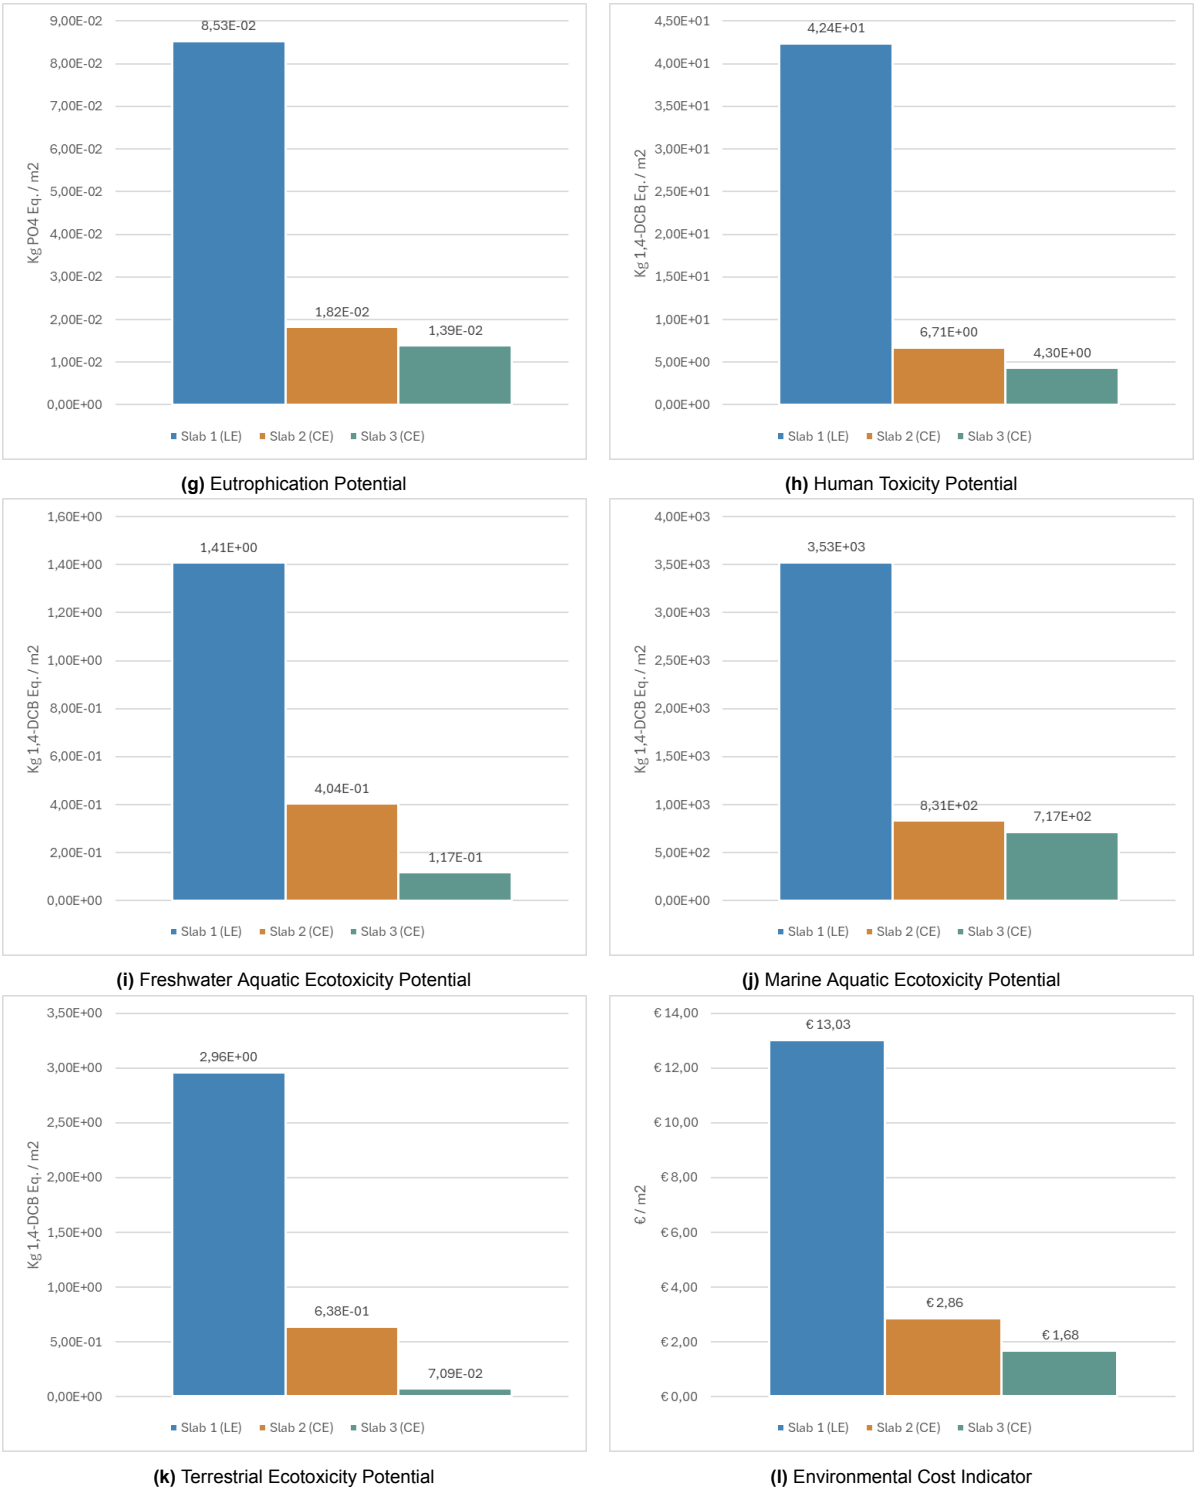 9,00E-02
8,00E-02
7,00E-02
6,00E-02
5,00E-02
4,00E-02
3,00E-02
2,00E-02
1,00E-02
0,00E+00
Kg PO4 Eq. / m2
8,53E-02
1,82E-02
1,39E-02
Slab 1 (LE) Slab 2 (CE) Slab 3 (CE)
(g) Eutrophication Potential
4,50E+01
4,00E+01
3,50E+01
3,00E+01
2,50E+01
2,00E+01
1,50E+01
1,00E+01
5,00E+00
0,00E+00
Kg 1,4-DCB Eq. / m2
4,24E+01
6,71E+00
4,30E+00
Slab 1 (LE) Slab 2 (CE) Slab 3 (CE)
(h) Human Toxicity Potential
1,60E+00
1,40E+00
1,20E+00
1,00E+00
8,00E-01
6,00E-01
4,00E-01
2,00E-01
0,00E+00
Kg 1,4-DCB Eq. / m2
1,41E+00
4,04E-01
1,17E-01
Slab 1 (LE) Slab 2 (CE) Slab 3 (CE)
(i) Freshwater Aquatic Ecotoxicity Potential
4,00E+03
3,50E+03
3,00E+03
2,50E+03
2,00E+03
1,50E+03
1,00E+03
5,00E+02
0,00E+00
Kg 1,4-DCB Eq. / m2
3,53E+03
8,31E+02
7,17E+02
Slab 1 (LE) Slab 2 (CE) Slab 3 (CE)
(j) Marine Aquatic Ecotoxicity Potential
3,50E+00
3,00E+00
2,50E+00
2,00E+00
1,50E+00
1,00E+00
5,00E-01
0,00E+00
Kg 1,4-DCB Eq. / m2
2,96E+00
6,38E-01
7,09E-02
Slab 1 (LE) Slab 2 (CE) Slab 3 (CE)
(k) Terrestrial Ecotoxicity Potential
€ 14,00
€ 12,00
€ 10,00
€ 8,00
€ 6,00
€ 4,00
€ 2,00
€ 0,00
€ / m2
€ 13,03
€ 2,86
€ 1,68
Slab 1 (LE) Slab 2 (CE) Slab 3 (CE)
(l) Environmental Cost Indicator